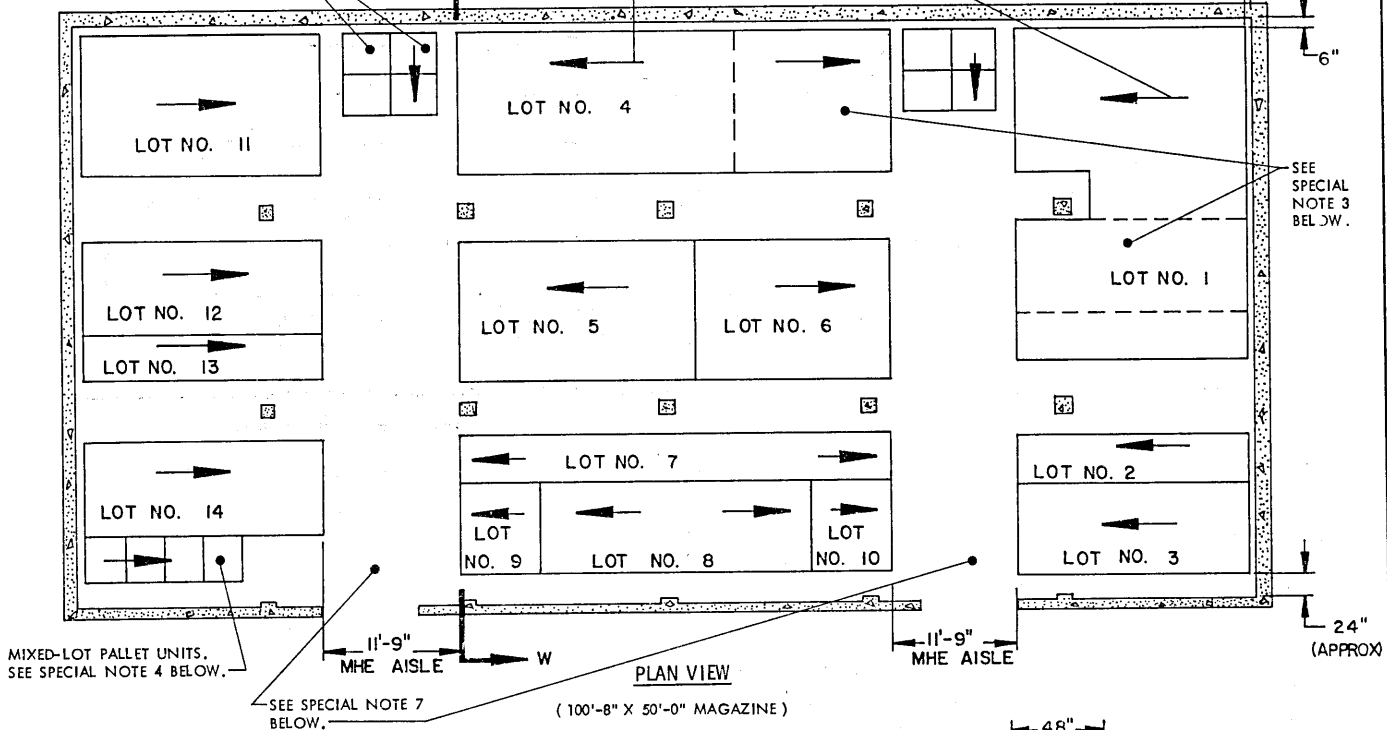 6"
LOT NO. 4
LOT NO. 11
SEE
SPECIAL
NOTE 3
BELOW.
LOT NO. 1
LOT NO. 12
LOT NO. 5
LOT NO. 6
LOT NO. 13
LOT NO. 7
LOT NO. 2
LOT NO. 14
LOT
NO. 9
LOT NO. 8
LOT
NO. 10
LOT NO. 3
MIXED-LOT PALLET UNITS.
SEE SPECIAL NOTE 4 BELOW.
11'-9"
MHE AISLE
W
11'-9"
MHE AISLE
24"
(APPROX)
PLAN VIEW
(100'-8" X 50'-0" MAGAZINE)
SEE SPECIAL NOTE 7
BELOW.
48"